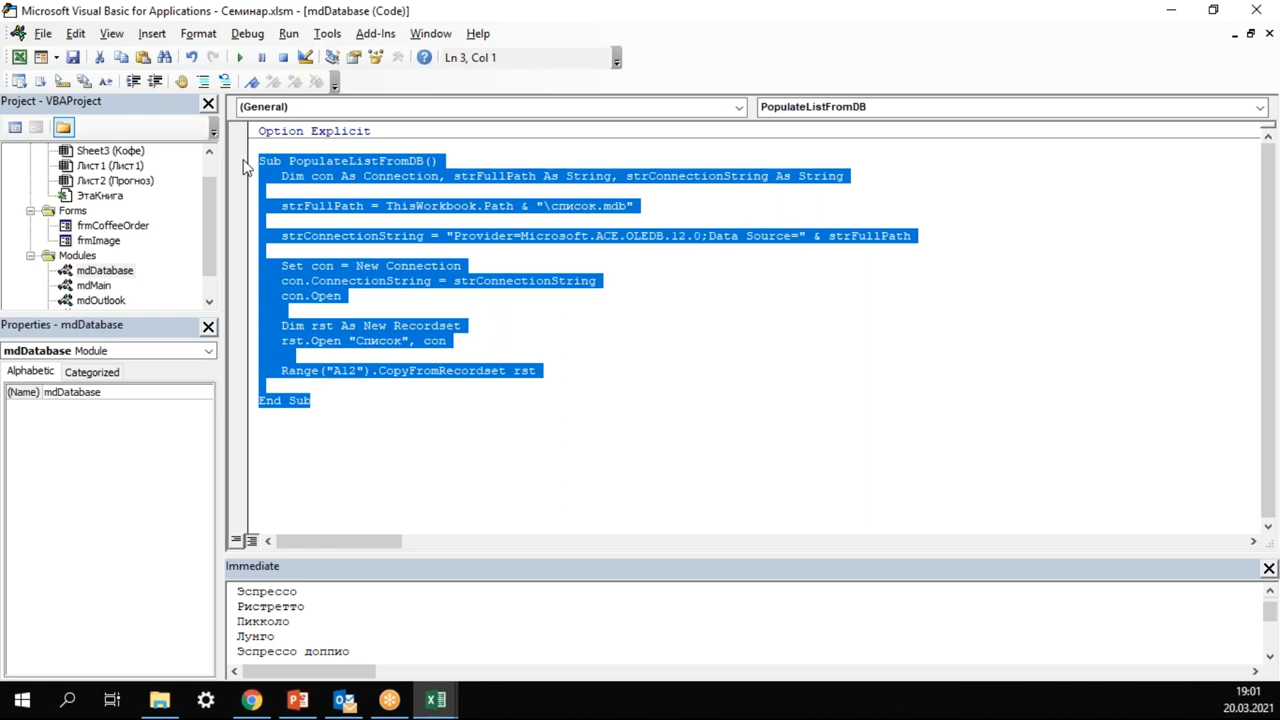 Microsoft Visual Basic for Applications - Семинар.xlsm - [mdDatabase (Code)]
File Edit View Insert Format Debug Run Tools Add-Ins Window Help
Ln 3, Col 1
Project - VBAProject
(General)
PopulateListFromDB
Sheet3 (Кофе)
Лист1 (Лист1)
Лист2 (Прогноз)
ЭтаКнига
Forms
frmCoffeeOrder
frmImage
Modules
mdDatabase
mdMain
mdOutlook
Properties - mdDatabase
mdDatabase Module
Alphabetic Categorized
(Name) mdDatabase
Option Explicit
Sub PopulateListFromDB()
Dim con As Connection, strFullPath As String, strConnectionString As String
strFullPath = ThisWorkbook.Path & "\список.mdb"
strConnectionString = "Provider=Microsoft.ACE.OLEDB.12.0;Data Source=" & strFullPath
Set con = New Connection
con.ConnectionString = strConnectionString
con.Open
Dim rst As New Recordset
rst.Open "Список", con
Range("A12").CopyFromRecordset rst
End Sub
Immediate
Эспрессо
Ристретто
Пикколо
Лунго
Эспрессо доппио
19:01
20.03.2021